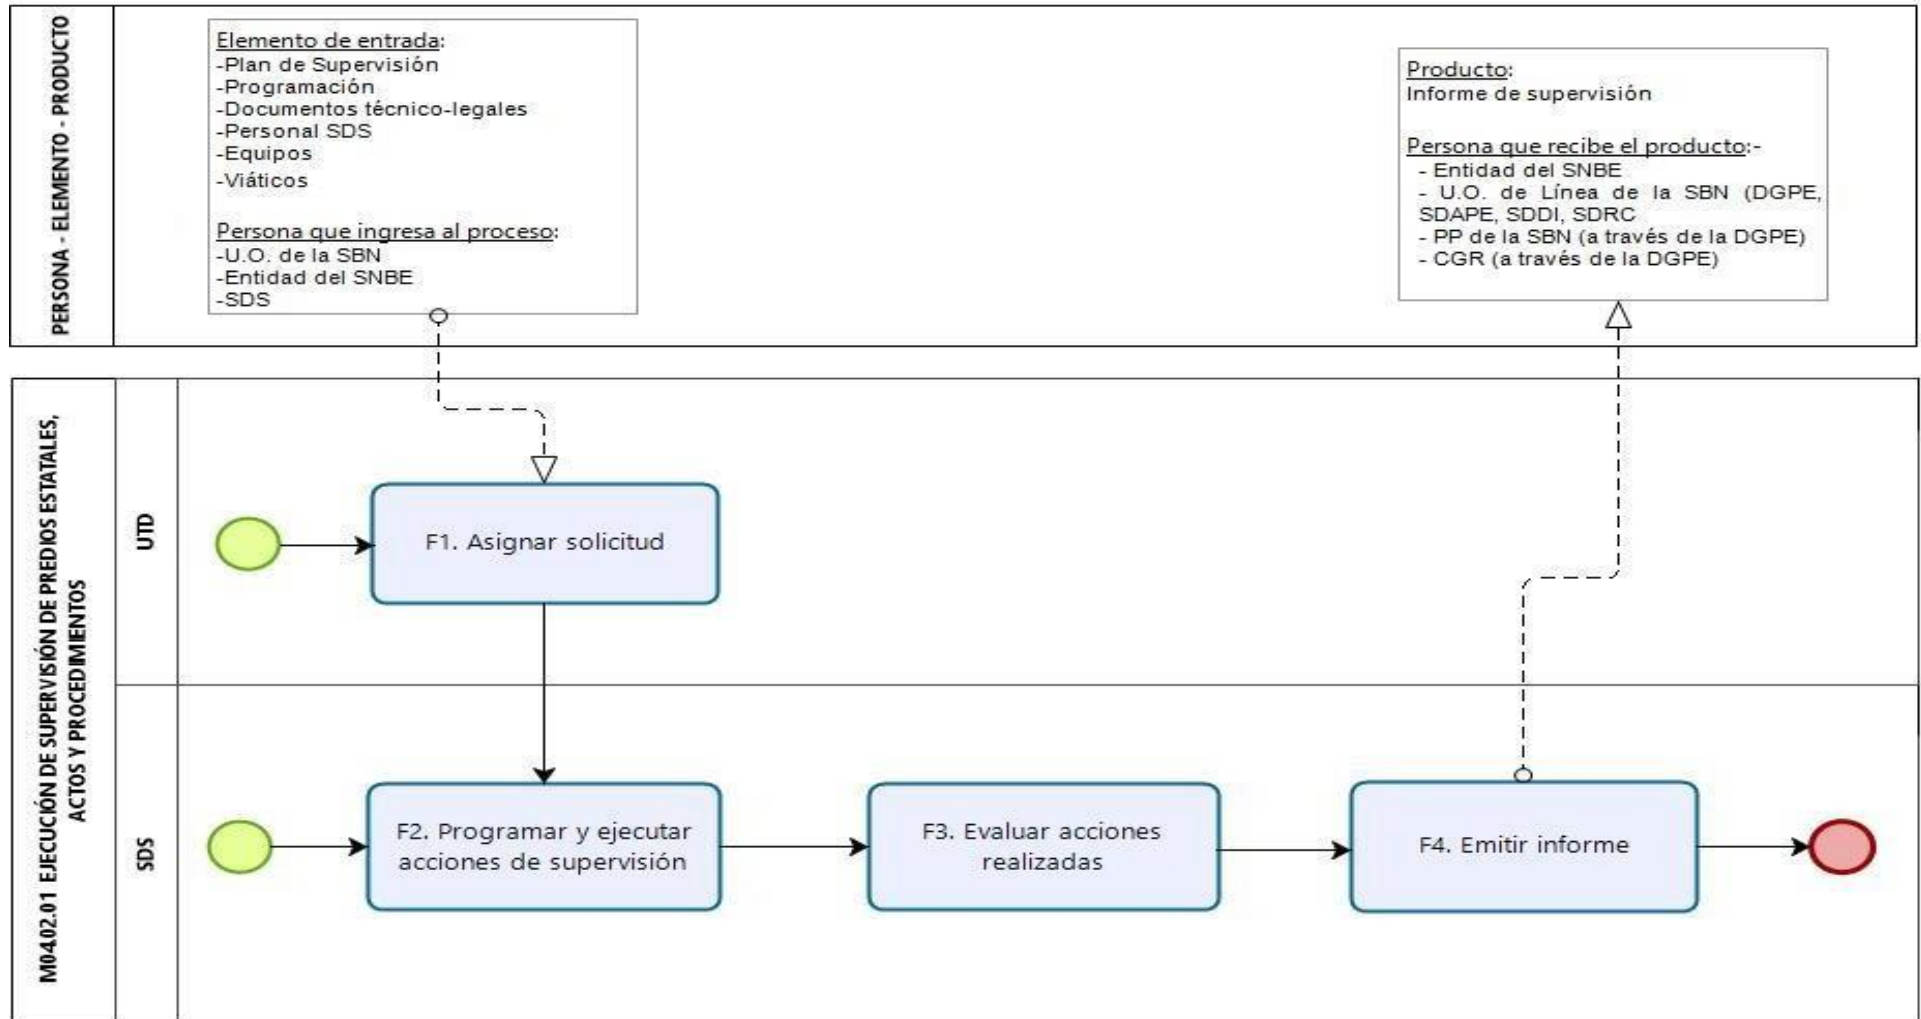 PERSONA - ELEMENTO - PRODUCTO
Elemento de entrada:
-Plan de Supervisión
-Programación
-Documentos técnico-legales
-Personal SDS
-Equipos
-Viáticos
Persona que ingresa al proceso:
-U.O. de la SBN
-Entidad del SNBE
-SDS
Producto:
Informe de supervisión
Persona que recibe el producto:-
- Entidad del SNBE
- U.O. de Línea de la SBN (DGPE,
SDAPE, SDDI, SDRC
- PP de la SBN (a través de la DGPE)
- CGR (a través de la DGPE)
M04.02.01 EJECUCIÓN DE SUPERVISIÓN DE PREDIOS ESTATALES,
ACTOS Y PROCEDIMIENTOS
UTD
F1. Asignar solicitud
SDS
F2. Programar y ejecutar
acciones de supervisión
F3. Evaluar acciones
realizadas
F4. Emitir informe